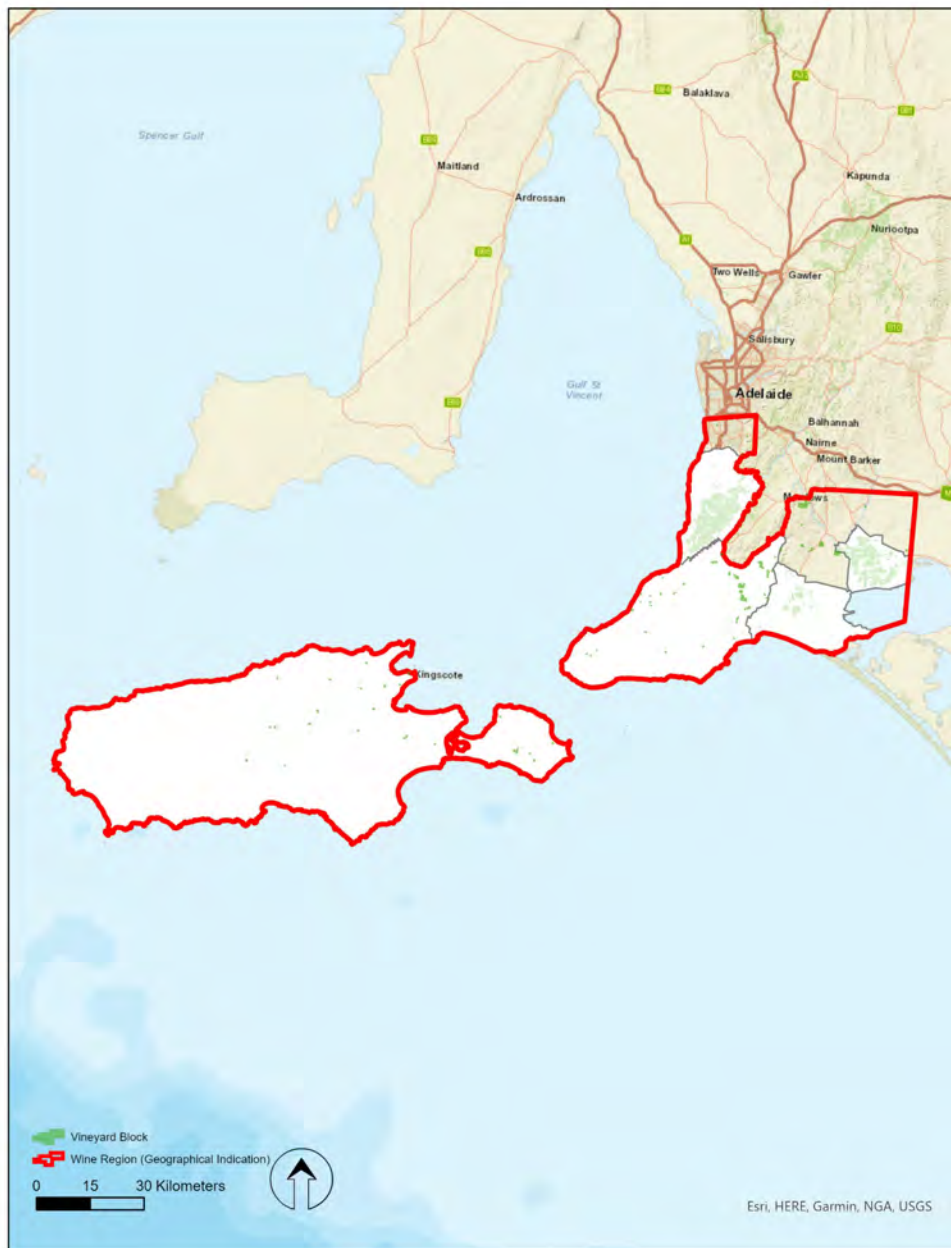 Balaklava
Spencer Gulf
Maitland
Kapunda
Ardrossan
Nuriootpa
A1
Two Wells
Gawler
Salisbury
Gulf St
Vincent
Adelaide
Balhannah
Nairne
Mount Barker
Kingscote
Vineyard Block
Wine Region (Geographical Indication)
0 15 30 Kilometers
Esri, HERE, Garmin, NGA, USGS